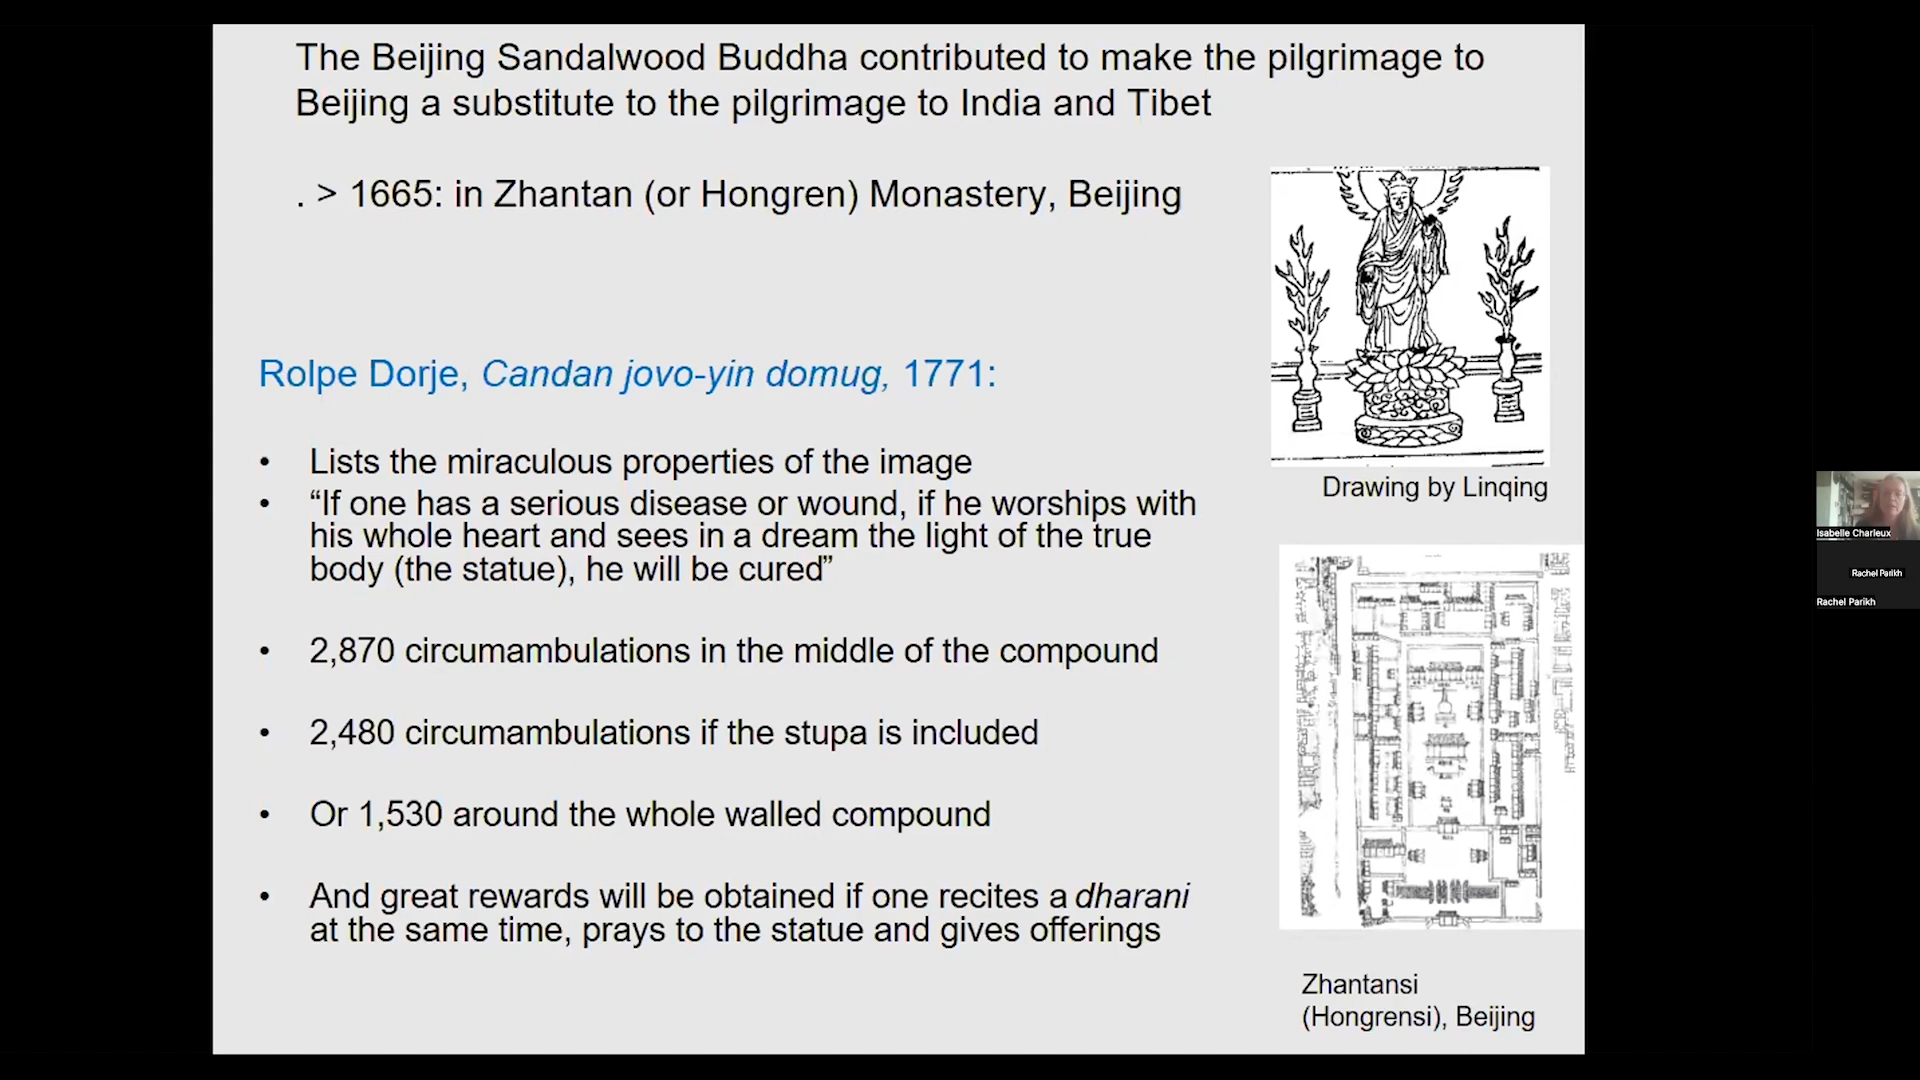 The Beijing Sandalwood Buddha contributed to make the pilgrimage to
Beijing a substitute to the pilgrimage to India and Tibet
. > 1665: in Zhantan (or Hongren) Monastery, Beijing
Rolpe Dorje, Candan jovo-yin domug, 1771:
• Lists the miraculous properties of the image
• “If one has a serious disease or wound, if he worships with
his whole heart and sees in a dream the light of the true
body (the statue), he will be cured”
• 2,870 circumambulations in the middle of the compound
• 2,480 circumambulations if the stupa is included
• Or 1,530 around the whole walled compound
• And great rewards will be obtained if one recites a dharani
at the same time, prays to the statue and gives offerings
Drawing by Linqing
Zhantansi
(Hongrensi), Beijing
Isabelle Charleux
Rachel Parikh
Rachel Parikh